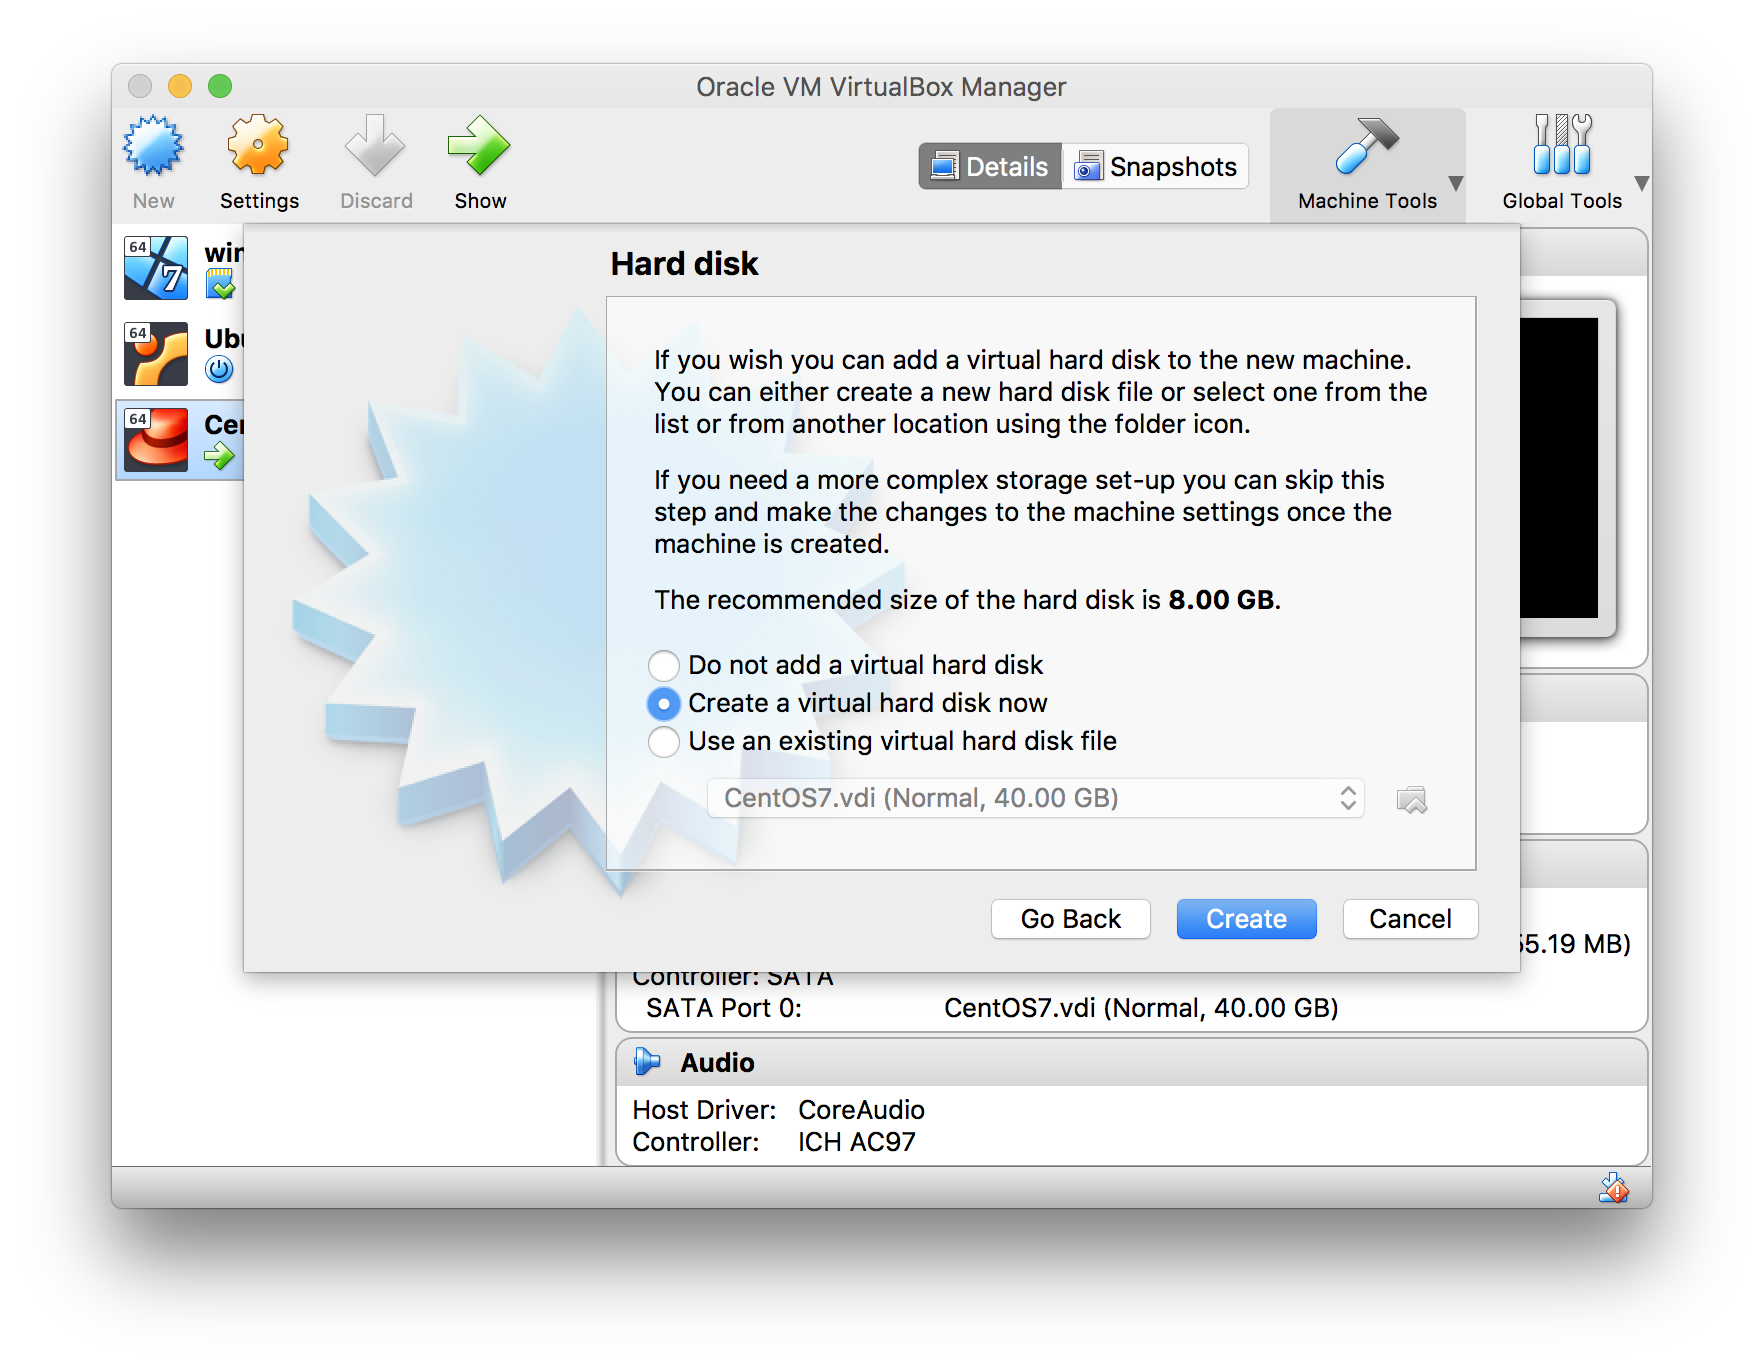 Oracle VM VirtualBox Manager
New
Settings
Discard
Show
Details
Snapshots
Machine Tools
Global Tools
64
7
64
64
Hard disk
If you wish you can add a virtual hard disk to the new machine.
You can either create a new hard disk file or select one from the
list or from another location using the folder icon.
If you need a more complex storage set-up you can skip this
step and make the changes to the machine settings once the
machine is created.
The recommended size of the hard disk is 8.00 GB.
Do not add a virtual hard disk
Create a virtual hard disk now
Use an existing virtual hard disk file
CentOS7.vdi (Normal, 40.00 GB)
Go Back
Create
Cancel
MB)
Controller: SATA
SATA Port 0: CentOS7.vdi (Normal, 40.00 GB)
Audio
Host Driver: CoreAudio
Controller: ICH AC97